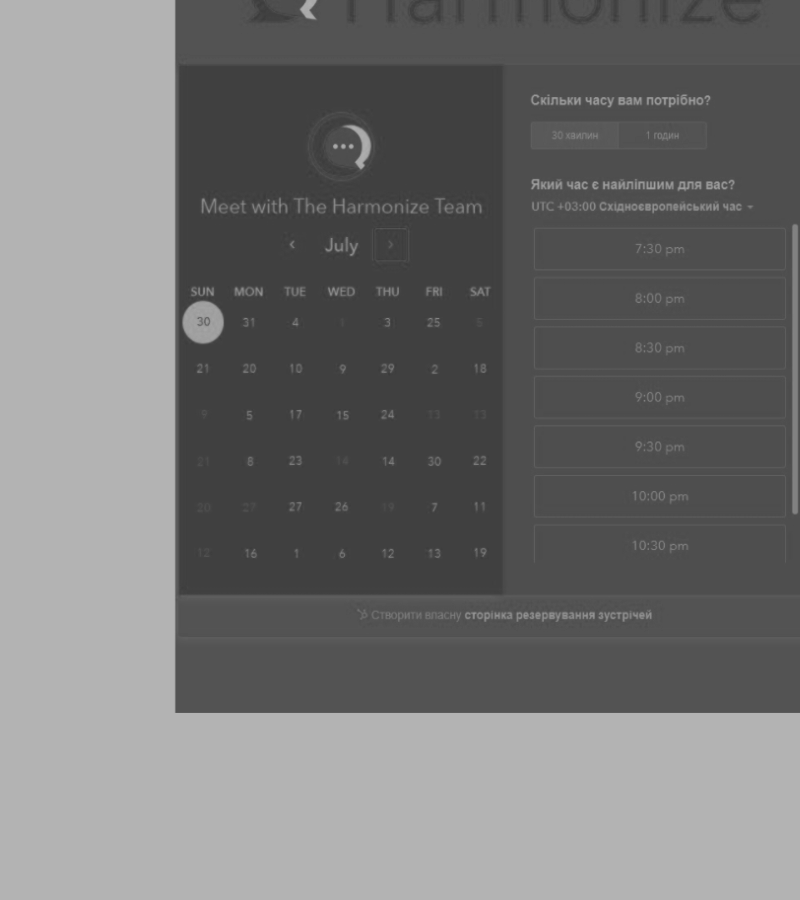 Harmonize
Meet with The Harmonize Team
July
SUN MON TUE WED THU FRI SAT
30 31 4 1 3 25 5
21 20 10 9 29 2 18
9 5 17 15 24 13 13
21 8 23 16 14 30 22
20 27 27 26 19 7 11
12 16 1 6 12 13 19
Скільки часу вам потрібно?
30 хвилин 1 годин
Який час є найліпшим для вас?
UTC +03:00 Східноєвропейський час
7:30 pm
8:00 pm
8:30 pm
9:00 pm
9:30 pm
10:00 pm
10:30 pm
Створити власну сторінка резервування зустрічей